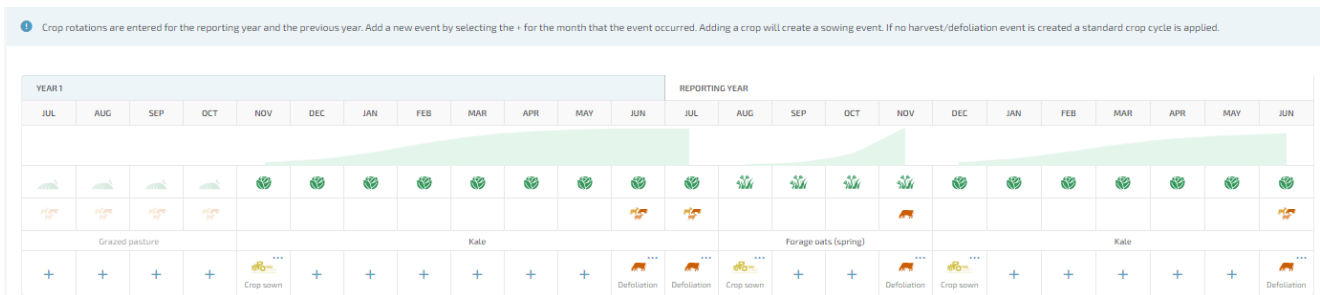 Crop rotations are entered for the reporting year and the previous year. Add a new event by selecting the + for the month that the event occurred. Adding a crop will create a sowing event. If no harvest/defoliation event is created a standard crop cycle is applied.
YEAR 1 REPORTING YEAR
JUL AUG SEP OCT NOV DEC JAN FEB MAR APR MAY JUN JUL AUG SEP OCT NOV DEC JAN FEB MAR APR MAY JUN
Grazed pasture Kale Forage oats (spring) Kale
+ + + + ... + + + + + + ... ... ... + + ... ... + + + + + ...
Crop sown Defoliation Defoliation Crop sown Defoliation Crop sown Defoliation